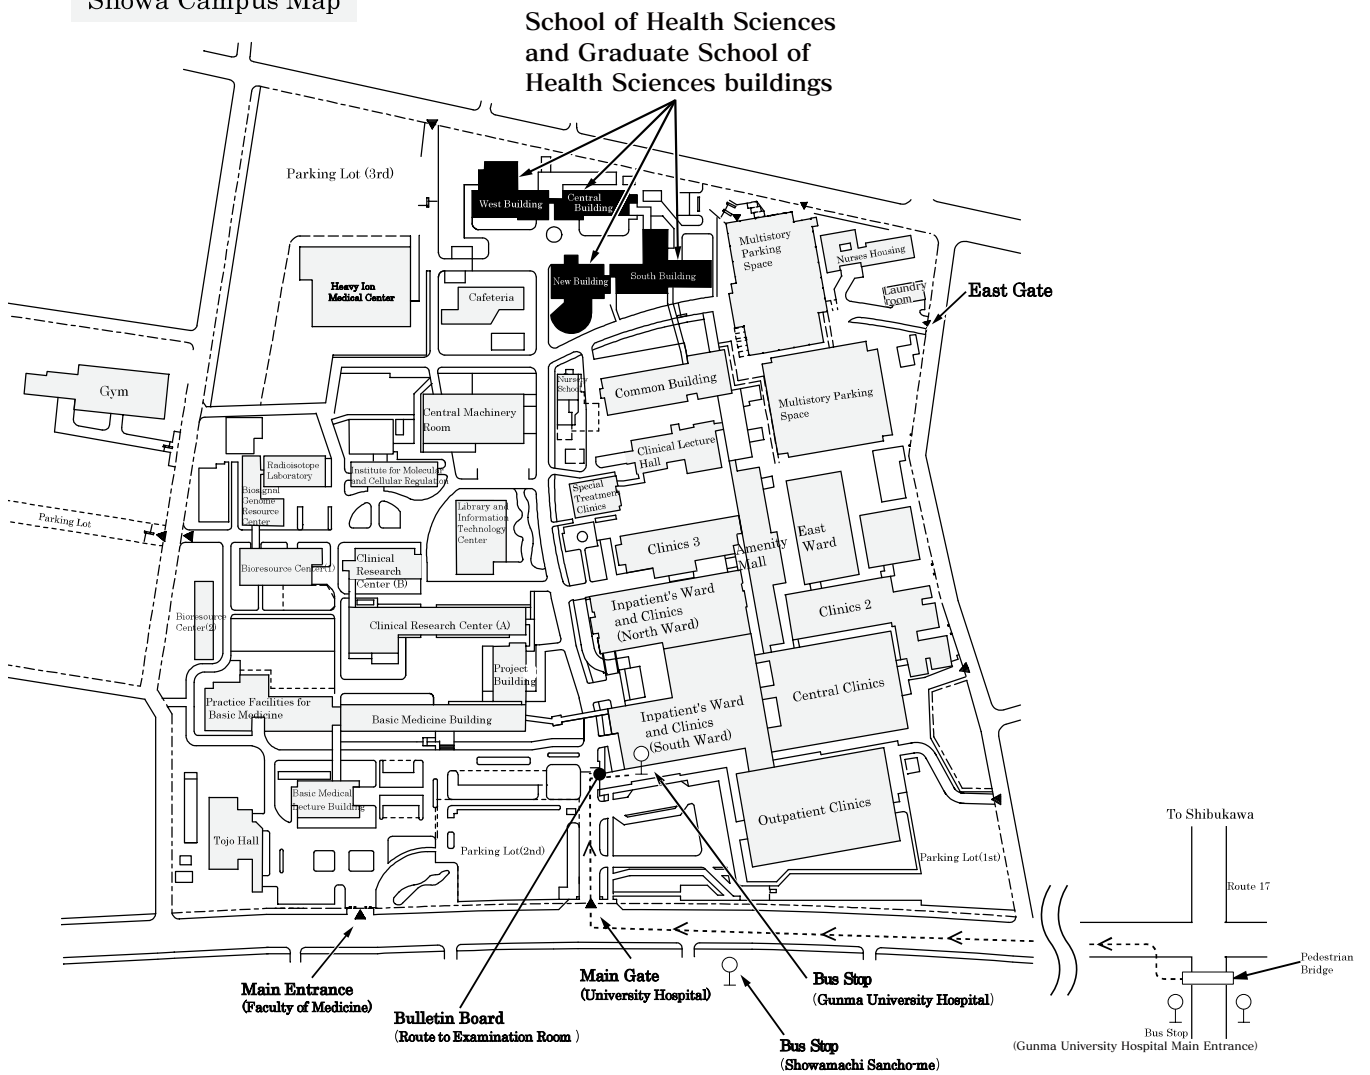 Showa Campus Map
School of Health Sciences
and Graduate School of
Health Sciences buildings
Parking Lot (3rd)
West Building
Central
Building
Multistory
Parking
Space
Nurses Housing
New Building
South Building
Heavy Ion
Medical Center
Cafeteria
Laundry
room
East Gate
Gym
Nursery
School
Common Building
Multistory Parking
Space
Central Machinery
Room
Clinical Lecture
Hall
Radioisotope
Laboratory
Institute for Molecular
and Cellular Regulation
Biosignal
Genome
Resource
Center
Special
Treatment
Clinics
Library and
Information
Technology
Center
Parking Lot
Clinics 3
Amenity
Mall
East
Ward
Bioresource Center(1)
Clinical
Research
Center (B)
Inpatient's Ward
and Clinics
(North Ward)
Clinics 2
Bioresource
Center(2)
Clinical Research Center (A)
Project
Building
Central Clinics
Practice Facilities for
Basic Medicine
Basic Medicine Building
Inpatient's Ward
and Clinics
(South Ward)
Basic Medical
Lecture Building
Outpatient Clinics
Tojo Hall
Parking Lot(2nd)
Parking Lot(1st)
To Shibukawa
Route 17
Pedestrian
Bridge
Main Entrance
(Faculty of Medicine)
Bulletin Board
(Route to Examination Room )
Main Gate
(University Hospital)
Bus Stop
(Gunma University Hospital)
Bus Stop
(Showamachi Sancho-me)
Bus Stop
(Gunma University Hospital Main Entrance)